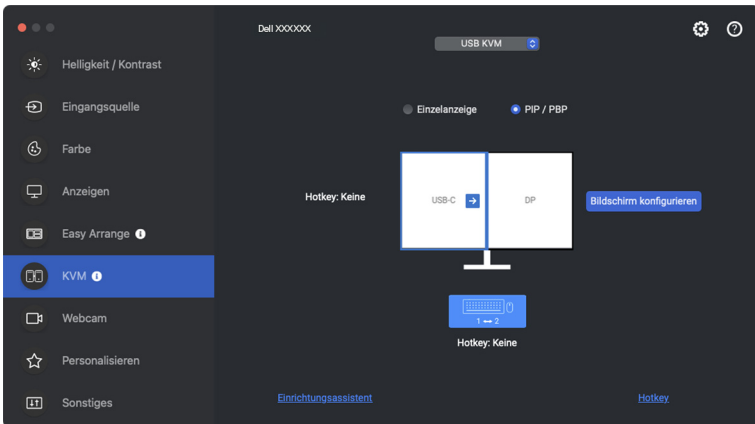 Dell XXXXXX
USB KVM
Helligkeit / Kontrast
Eingangsquelle
Farbe
Anzeigen
Easy Arrange
KVM
Webcam
Personalisieren
Sonstiges
Einzelanzeige
PIP / PBP
Hotkey: Keine
USB-C
DP
Bildschirm konfigurieren
1 2
Hotkey: Keine
Einrichtungsassistent
Hotkey